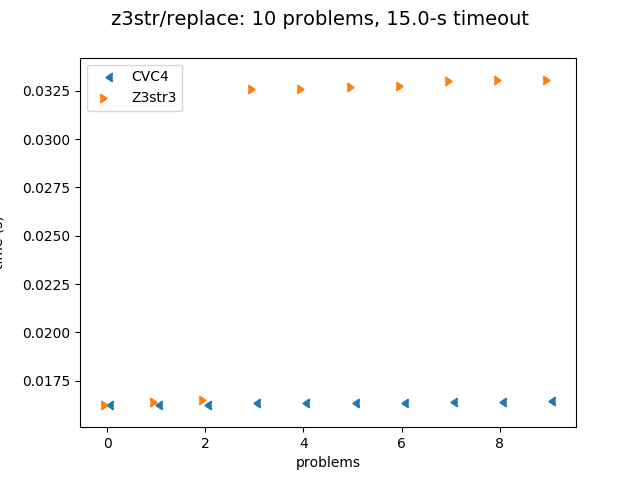 z3str/replace: 10 problems, 15.0-s timeout
CVC4
Z3str3
0.0325
0.0300
0.0275
0.0250
0.0225
0.0200
0.0175
time (s)
0 2 4 6 8
problems